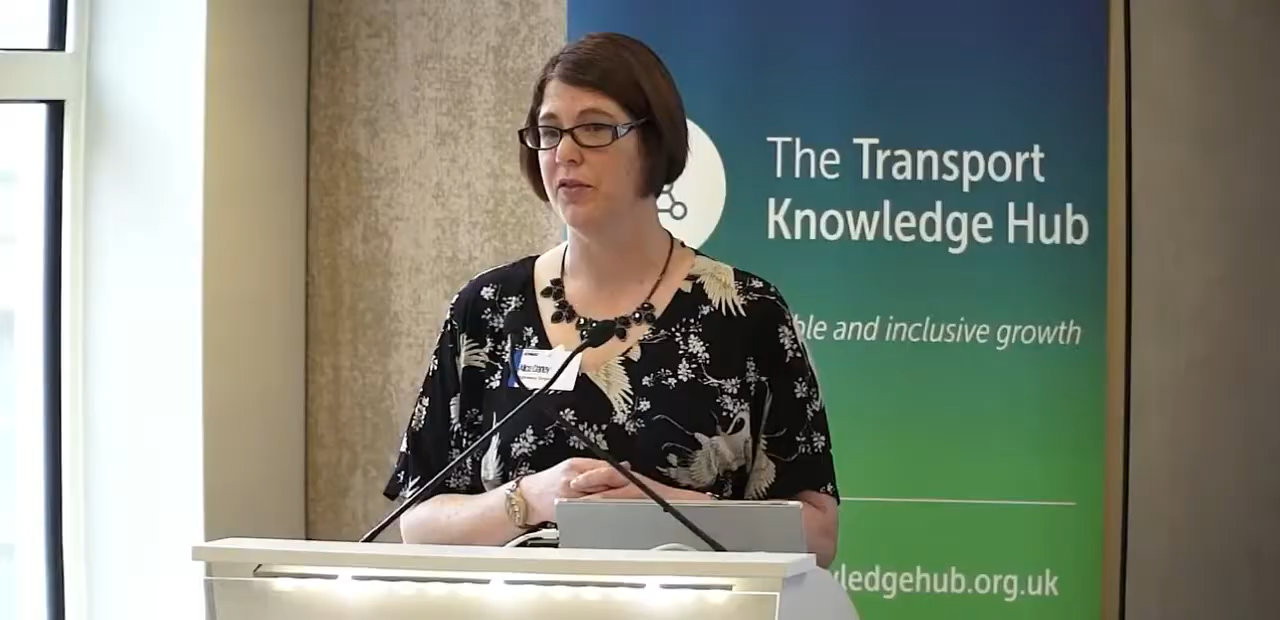 The Transport
Knowledge Hub
ble and inclusive growth
ledgehub.org.uk